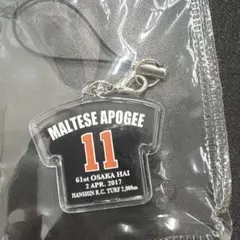 MALTESE APOGEE
11
61st OSAKA HAI
2 APR. 2017
HANSHIN R.C. TURF 2,000m